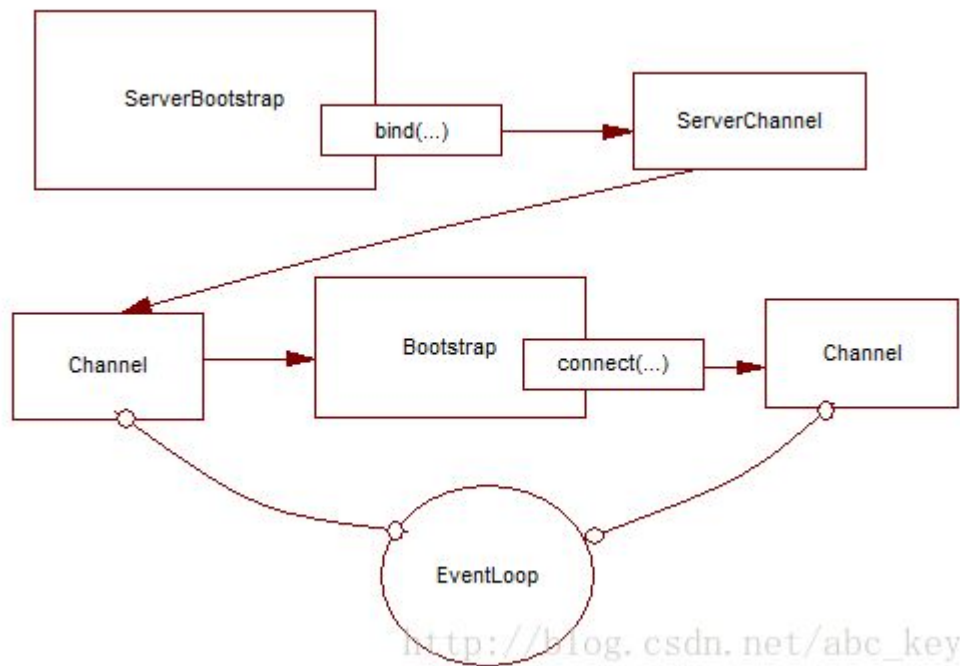 ServerBootstrap
bind(...)
ServerChannel
Channel
Bootstrap
connect(...)
Channel
EventLoop
http://blog.csdn.net/abc_key